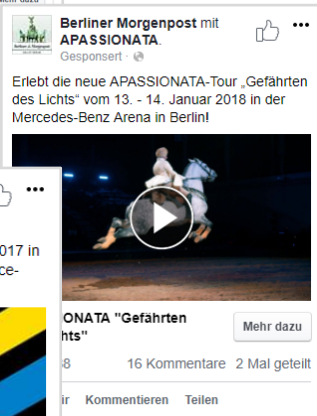 Berliner Morgenpost mit
APASSIONATA.
Gesponsert ·
Erlebt die neue APASSIONATA-Tour „Gefährten
des Lichts" vom 13. - 14. Januar 2018 in der
Mercedes-Benz Arena in Berlin!
017 in
ce-
ONATA "Gefährten
hts"
Mehr dazu
8
16 Kommentare 2 Mal geteilt
ir Kommentieren Teilen